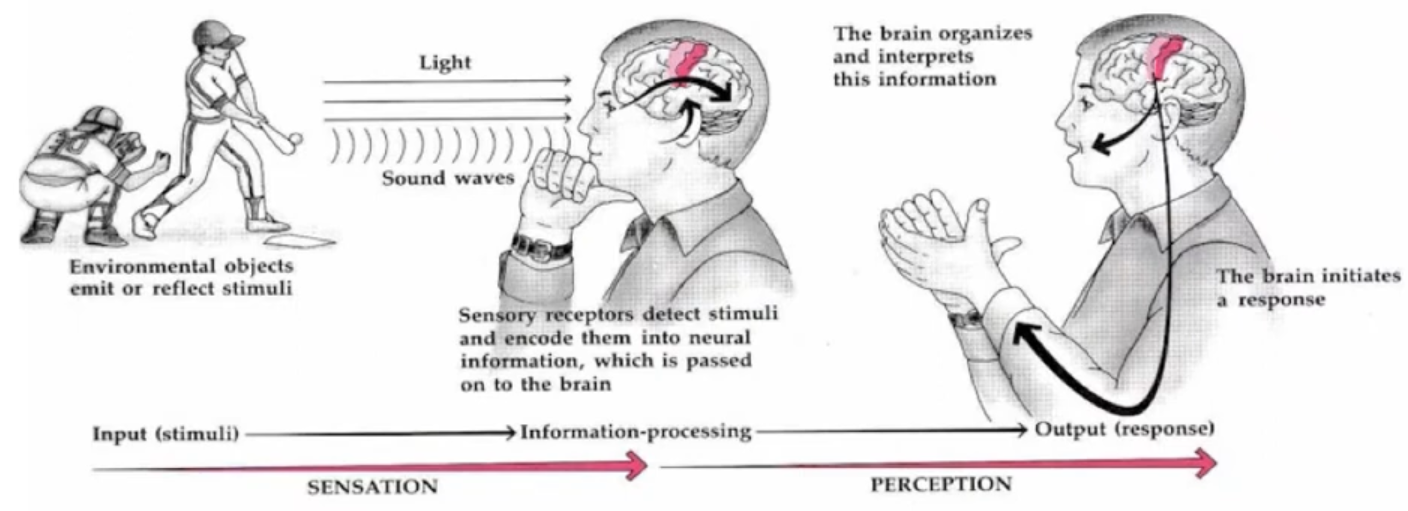 Light
Sound waves
Environmental objects
emit or reflect stimuli
Sensory receptors detect stimuli
and encode them into neural
information, which is passed
on to the brain
The brain organizes
and interprets
this information
The brain initiates
a response
Input (stimuli)
Information-processing
Output (response)
SENSATION
PERCEPTION